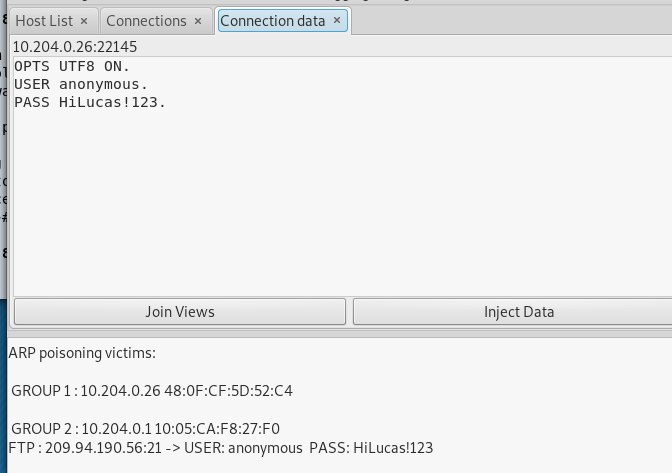 Host List × Connections × Connection data ×
10.204.0.26:22145
OPTS UTF8 ON.
USER anonymous.
PASS HiLucas!123.
Join Views Inject Data
ARP poisoning victims:
GROUP 1 : 10.204.0.26 48:0F:CF:5D:52:C4
GROUP 2 : 10.204.0.1 10:05:CA:F8:27:F0
FTP : 209.94.190.56:21 -> USER: anonymous PASS: HiLucas!123